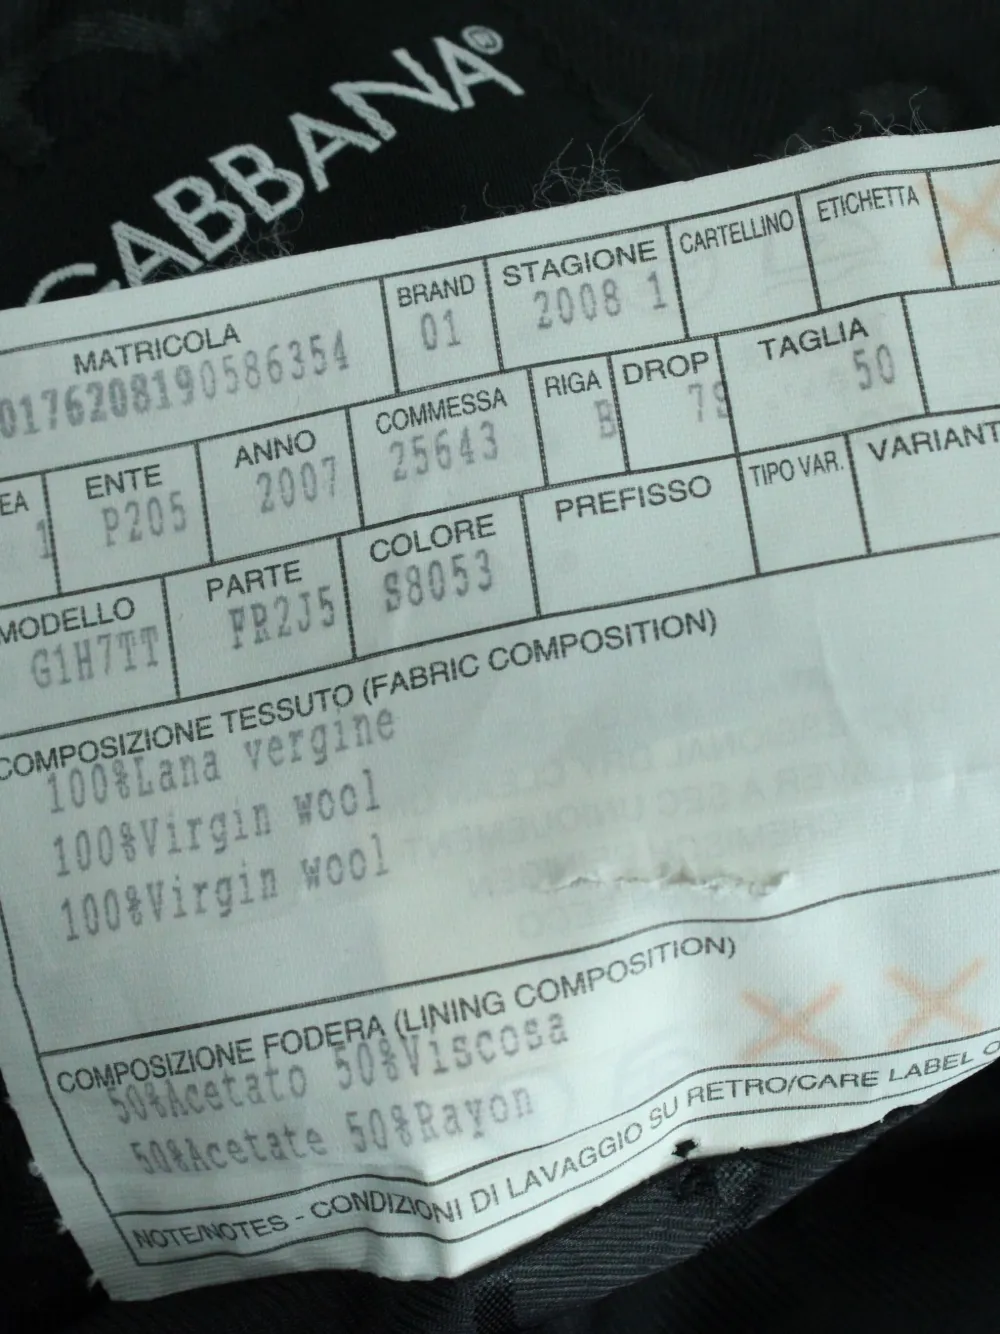 GABBANA®
MATRICOLA BRAND STAGIONE CARTELLINO ETICHETTA
0176208190586354 01 2008 1
EA ENTE ANNO COMMESSA RIGA DROP TAGLIA
1 P205 2007 25643 B 7S 50
MODELLO PARTE COLORE PREFISSO TIPO VAR. VARIANT
G1H7TT FR2J5 S8053
COMPOSIZIONE TESSUTO (FABRIC COMPOSITION)
100%Lana vergine
100%Virgin wool
100%Virgin wool
COMPOSIZIONE FODERA (LINING COMPOSITION)
50%Acetato 50%Viscosa
50%Acetate 50%Rayon
NOTE/NOTES - CONDIZIONI DI LAVAGGIO SU RETRO/CARE LABEL O